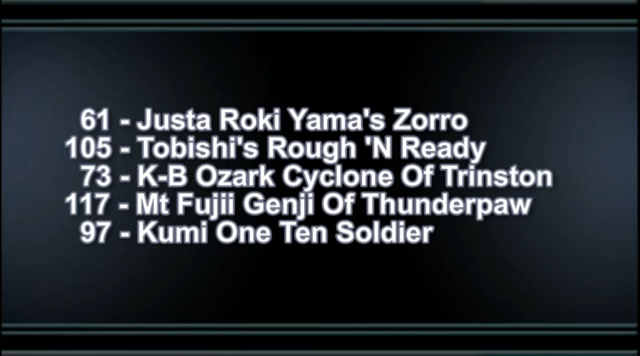 61 - Justa Roki Yama's Zorro
105 - Tobishi's Rough 'N Ready
73 - K-B Ozark Cyclone Of Trinston
117 - Mt Fujii Genji Of Thunderpaw
97 - Kumi One Ten Soldier